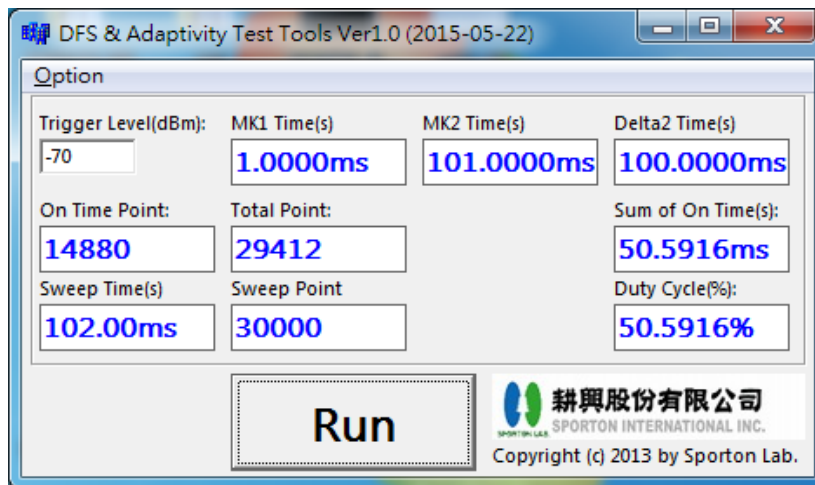 DFS & Adaptivity Test Tools Ver1.0 (2015-05-22)
Option
Trigger Level(dBm): MK1 Time(s) MK2 Time(s) Delta2 Time(s)
-70 1.0000ms 101.0000ms 100.0000ms
On Time Point: Total Point: Sum of On Time(s):
14880 29412 50.5916ms
Sweep Time(s) Sweep Point Duty Cycle(%):
102.00ms 30000 50.5916%
Run
耕興股份有限公司
SPORTON LAB. SPORTON INTERNATIONAL INC.
Copyright (c) 2013 by Sporton Lab.